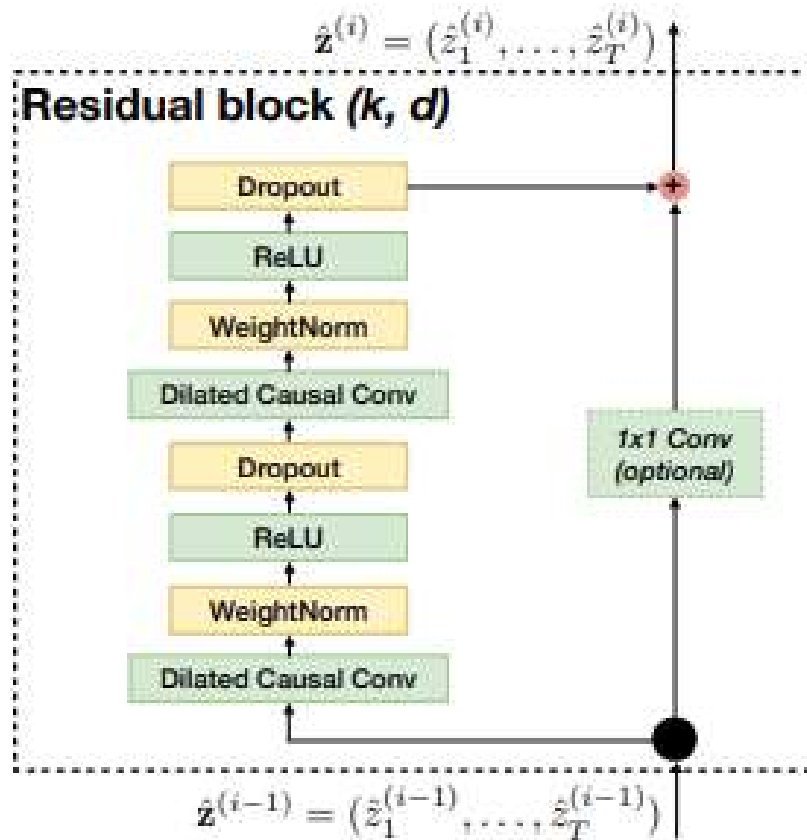 ẑ^(i) = (ẑ_1^(i), . . . , ẑ_T^(i))
Residual block (k, d)
Dropout
+
ReLU
WeightNorm
Dilated Causal Conv
1x1 Conv
(optional)
Dropout
ReLU
WeightNorm
Dilated Causal Conv
ẑ^(i−1) = (ẑ_1^(i−1), . . . , ẑ_T^(i−1))